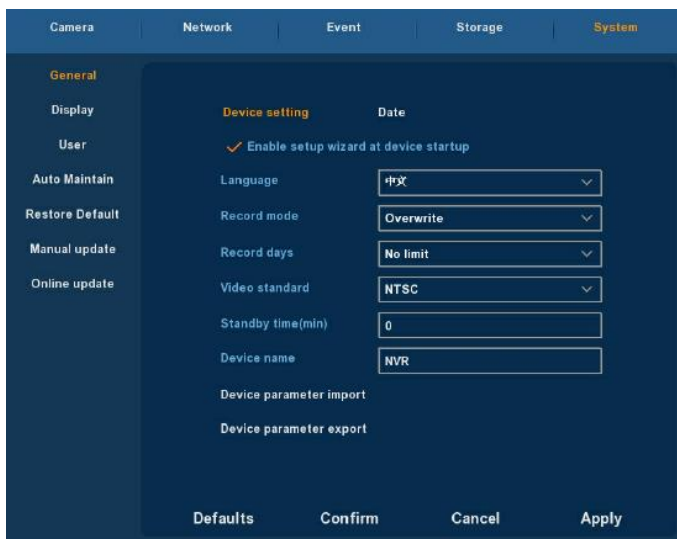 Camera Network Event Storage System
General
Display
User
Auto Maintain
Restore Default
Manual update
Online update
Device setting Date
Enable setup wizard at device startup
Language 中文
Record mode Overwrite
Record days No limit
Video standard NTSC
Standby time(min) 0
Device name NVR
Device parameter import
Device parameter export
Defaults Confirm Cancel Apply